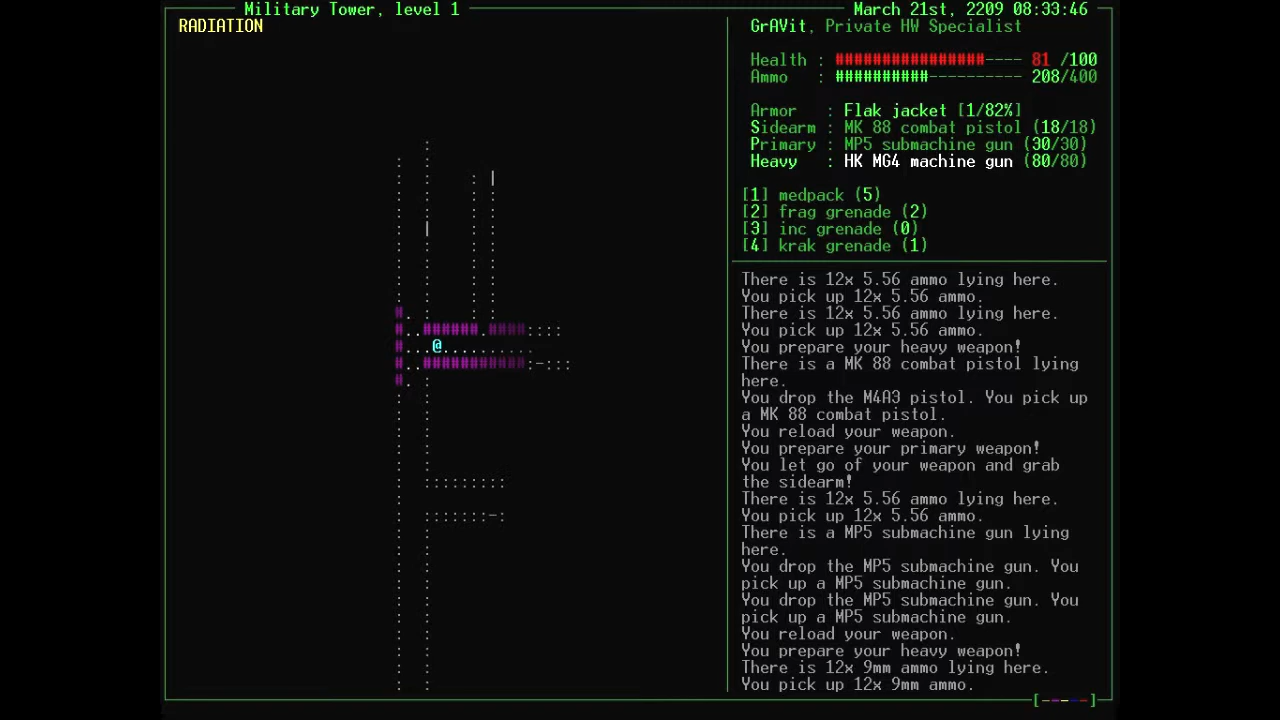 Military Tower, level 1
March 21st, 2209 08:33:46
RADIATION
GrAVit, Private HW Specialist
Health : ################---- 81 /100
Ammo   : ##########---------- 208/400
Armor   : Flak jacket [1/82%]
Sidearm : MK 88 combat pistol (18/18)
Primary : MP5 submachine gun (30/30)
Heavy   : HK MG4 machine gun (80/80)
[1] medpack (5)
[2] frag grenade (2)
[3] inc grenade (0)
[4] krak grenade (1)
There is 12x 5.56 ammo lying here.
You pick up 12x 5.56 ammo.
There is 12x 5.56 ammo lying here.
You pick up 12x 5.56 ammo.
You prepare your heavy weapon!
There is a MK 88 combat pistol lying
here.
You drop the M4A3 pistol. You pick up
a MK 88 combat pistol.
You reload your weapon.
You prepare your primary weapon!
You let go of your weapon and grab
the sidearm!
There is 12x 5.56 ammo lying here.
You pick up 12x 5.56 ammo.
There is a MP5 submachine gun lying
here.
You drop the MP5 submachine gun. You
pick up a MP5 submachine gun.
You drop the MP5 submachine gun. You
pick up a MP5 submachine gun.
You reload your weapon.
You prepare your heavy weapon!
There is 12x 9mm ammo lying here.
You pick up 12x 9mm ammo.
[-----]